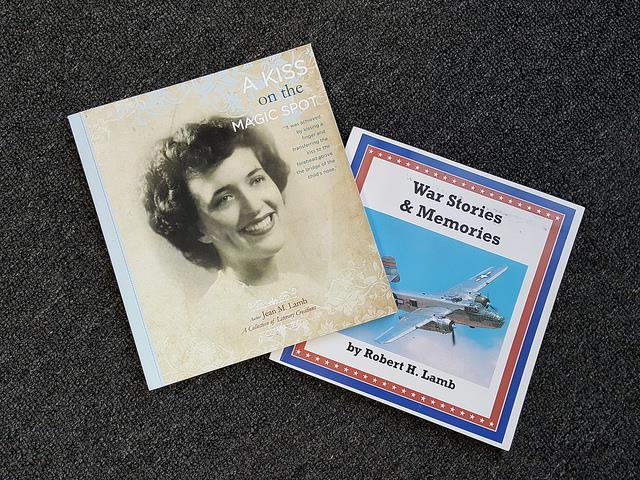 A KISS
on the
MAGIC SPOT
"It was achieved
by kissing a
finger and
transferring the
kiss to the
forehead above
the bridge of the
child's nose."
Author Jean M. Lamb
A Collection of Literary Creations
War Stories
& Memories
by Robert H. Lamb